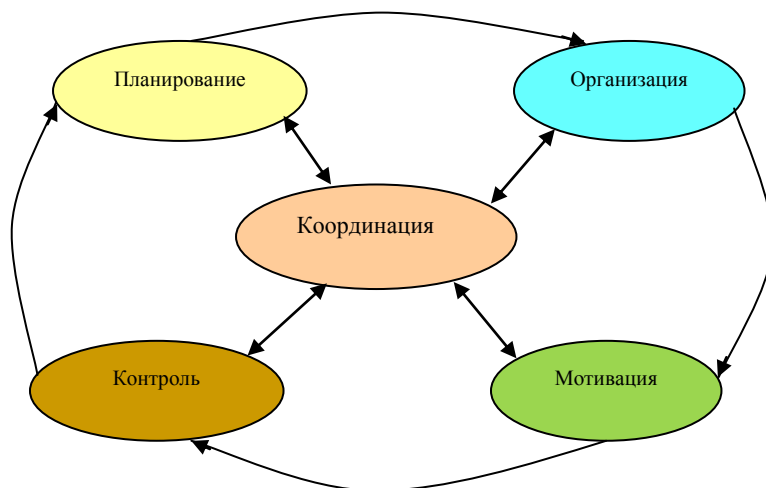 Планирование
Организация
Координация
Контроль
Мотивация